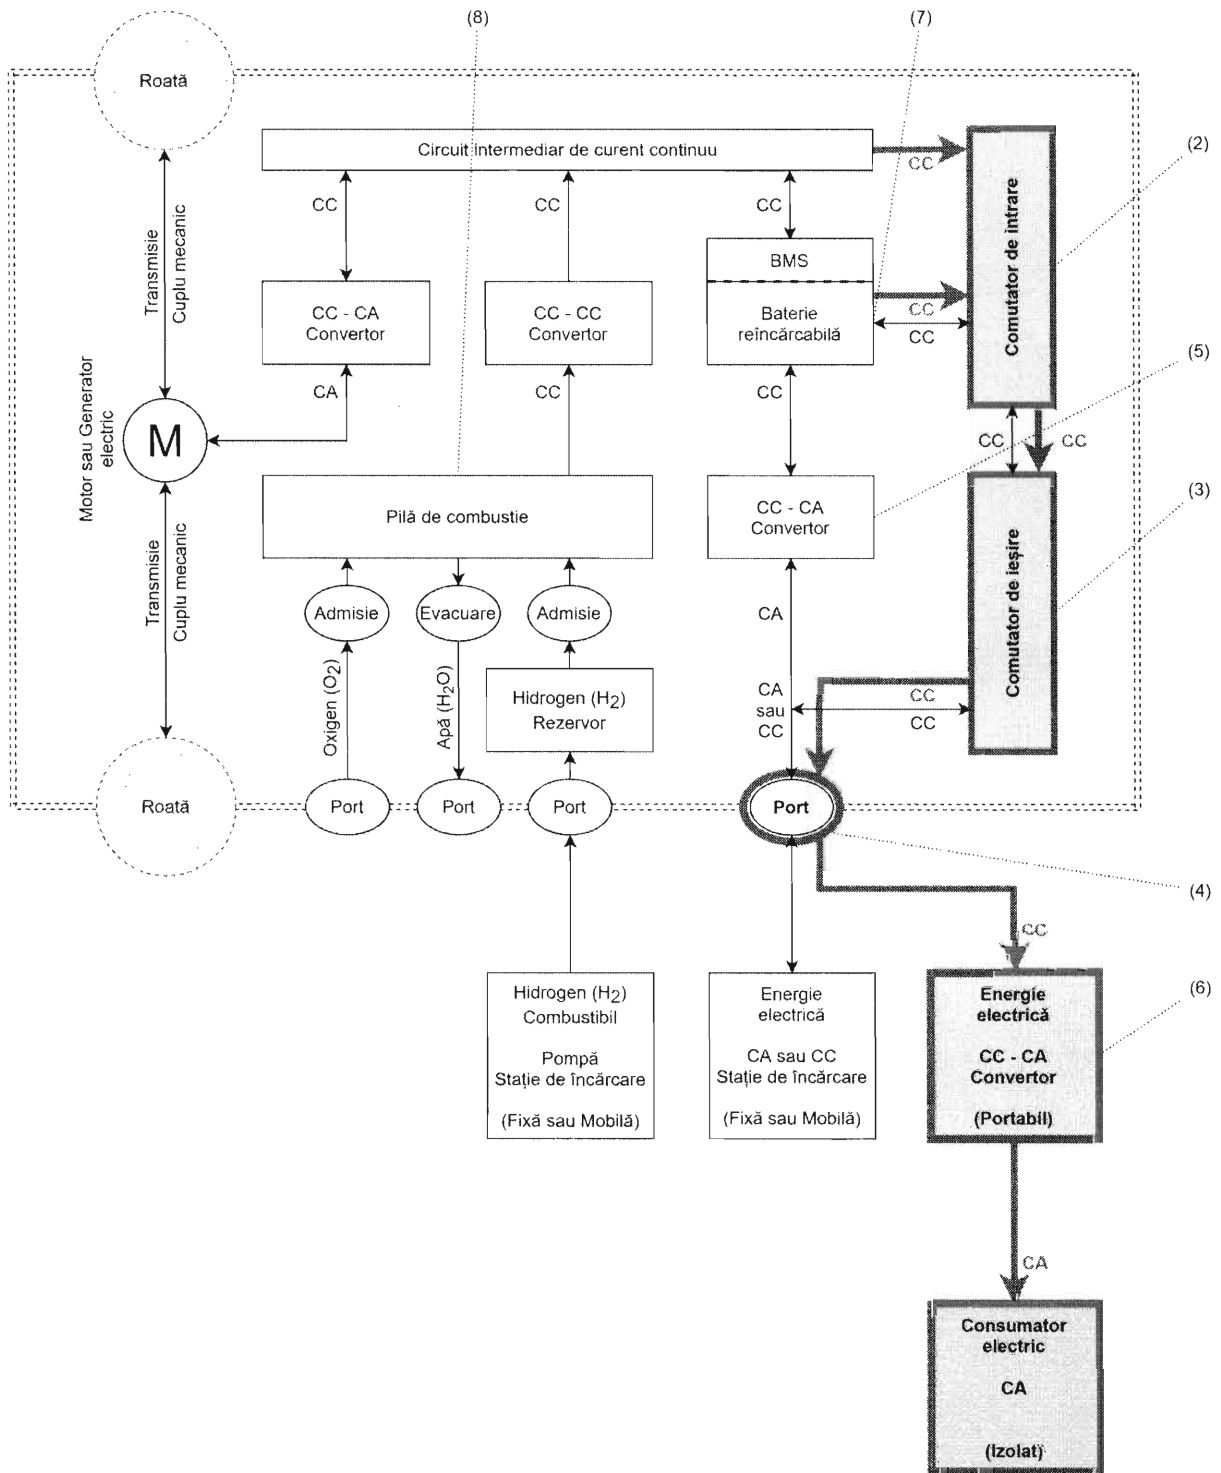 (8)
(7)
Roată
Circuit intermediar de curent continuu
CC
(2)
CC
CC
CC
Comutator de intrare
Transmisie
Cuplu mecanic
BMS
CC - CA
Convertor
CC - CC
Convertor
Baterie
reîncărcabilă
CC
CC
(5)
CA
CC
CC
Motor sau Generator
electric
M
CC
CC
(3)
Pilă de combustie
CC - CA
Convertor
Comutator de ieșire
Transmisie
Cuplu mecanic
Admisie
Evacuare
Admisie
CA
Oxigen (O2)
Apă (H2O)
Hidrogen (H2)
Rezervor
CA
sau
CC
CC
CC
Roată
Port
Port
Port
Port
(4)
CC
Hidrogen (H2)
Combustibil
Pompă
Stație de încărcare
(Fixă sau Mobilă)
Energie
electrică
CA sau CC
Stație de încărcare
(Fixă sau Mobilă)
Energie
electrică
CC - CA
Convertor
(Portabil)
(6)
CA
Consumator
electric
CA
(Izolat)